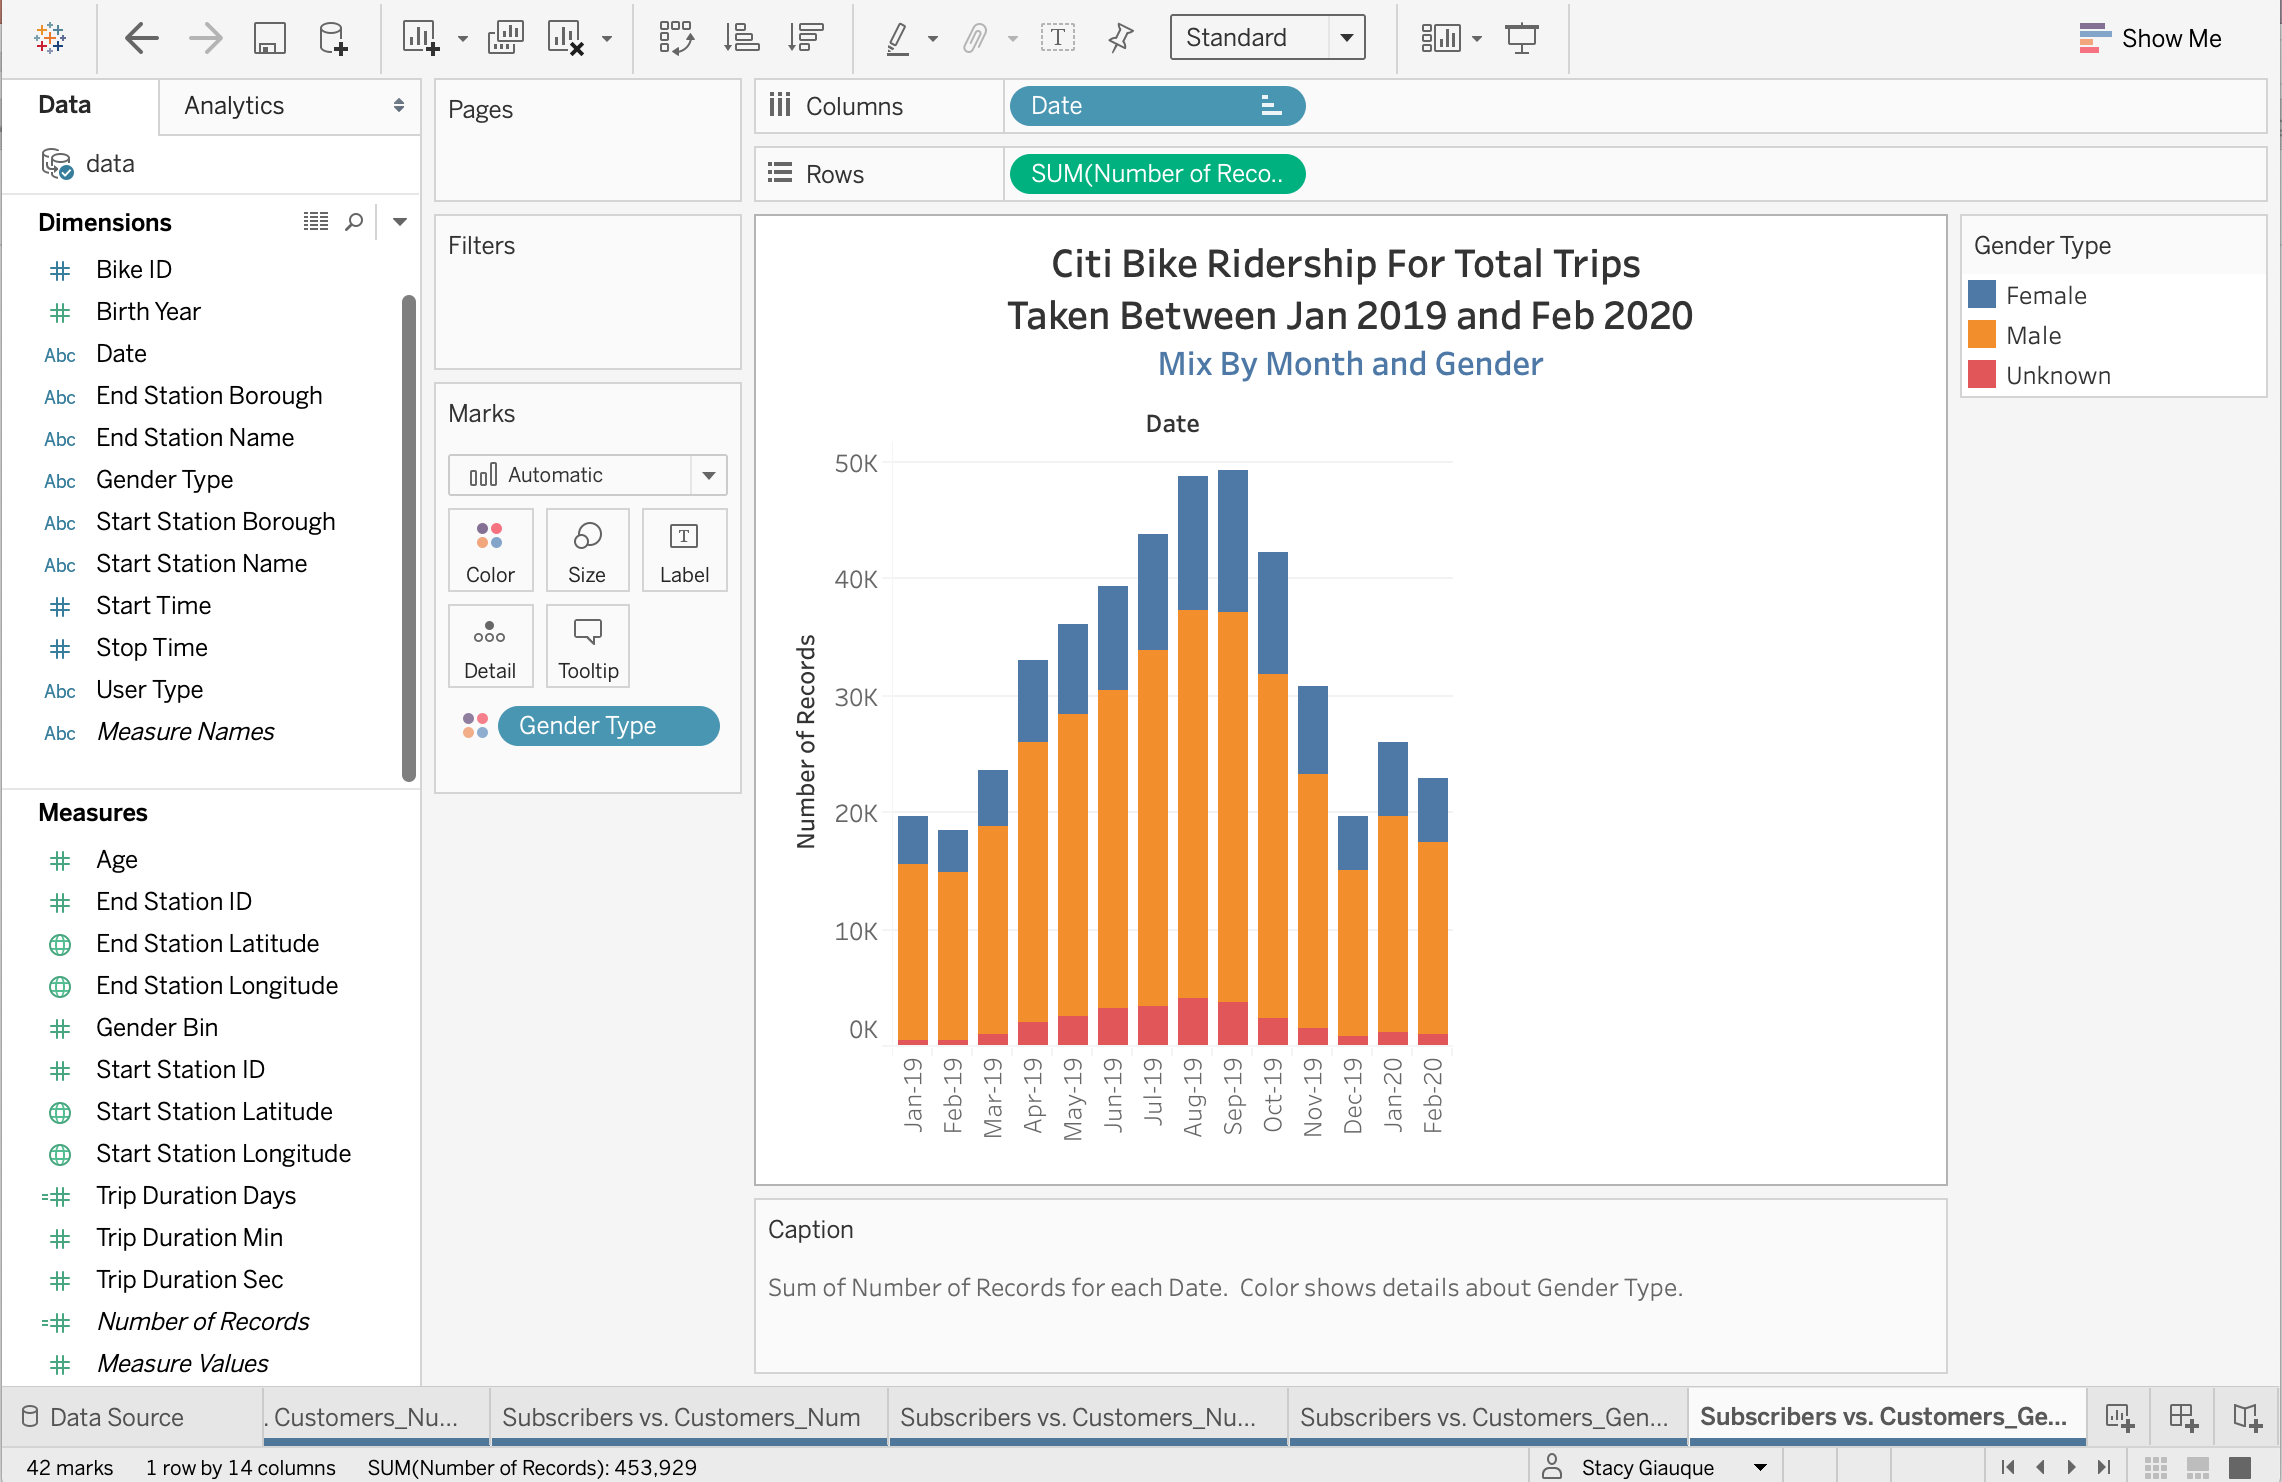 Standard
Show Me
Data
Analytics
data
Dimensions
Bike ID
Birth Year
Abc Date
Abc End Station Borough
Abc End Station Name
Abc Gender Type
Abc Start Station Borough
Abc Start Station Name
Start Time
Stop Time
Abc User Type
Abc Measure Names
Measures
Age
End Station ID
End Station Latitude
End Station Longitude
Gender Bin
Start Station ID
Start Station Latitude
Start Station Longitude
Trip Duration Days
Trip Duration Min
Trip Duration Sec
Number of Records
Measure Values
Pages
Filters
Marks
Automatic
Color
Size
Label
Detail
Tooltip
Gender Type
Columns
Date
Rows
SUM(Number of Reco..
Citi Bike Ridership For Total Trips
Taken Between Jan 2019 and Feb 2020
Mix By Month and Gender
Date
50K
40K
30K
20K
10K
0K
Number of Records
Jan-19
Feb-19
Mar-19
Apr-19
May-19
Jun-19
Jul-19
Aug-19
Sep-19
Oct-19
Nov-19
Dec-19
Jan-20
Feb-20
Gender Type
Female
Male
Unknown
Caption
Sum of Number of Records for each Date.  Color shows details about Gender Type.
Data Source
. Customers_Nu...
Subscribers vs. Customers_Num
Subscribers vs. Customers_Nu...
Subscribers vs. Customers_Gen...
Subscribers vs. Customers_Ge...
42 marks
1 row by 14 columns
SUM(Number of Records): 453,929
Stacy Giauque